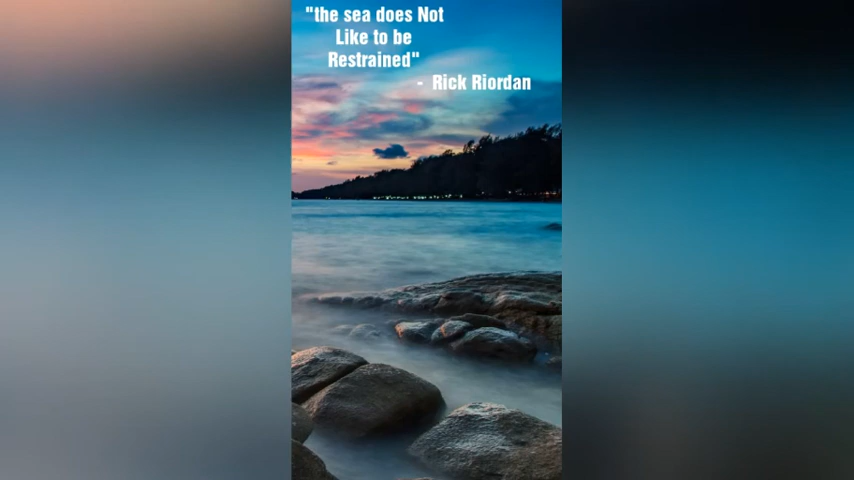 "the sea does Not
Like to be
Restrained"
- Rick Riordan